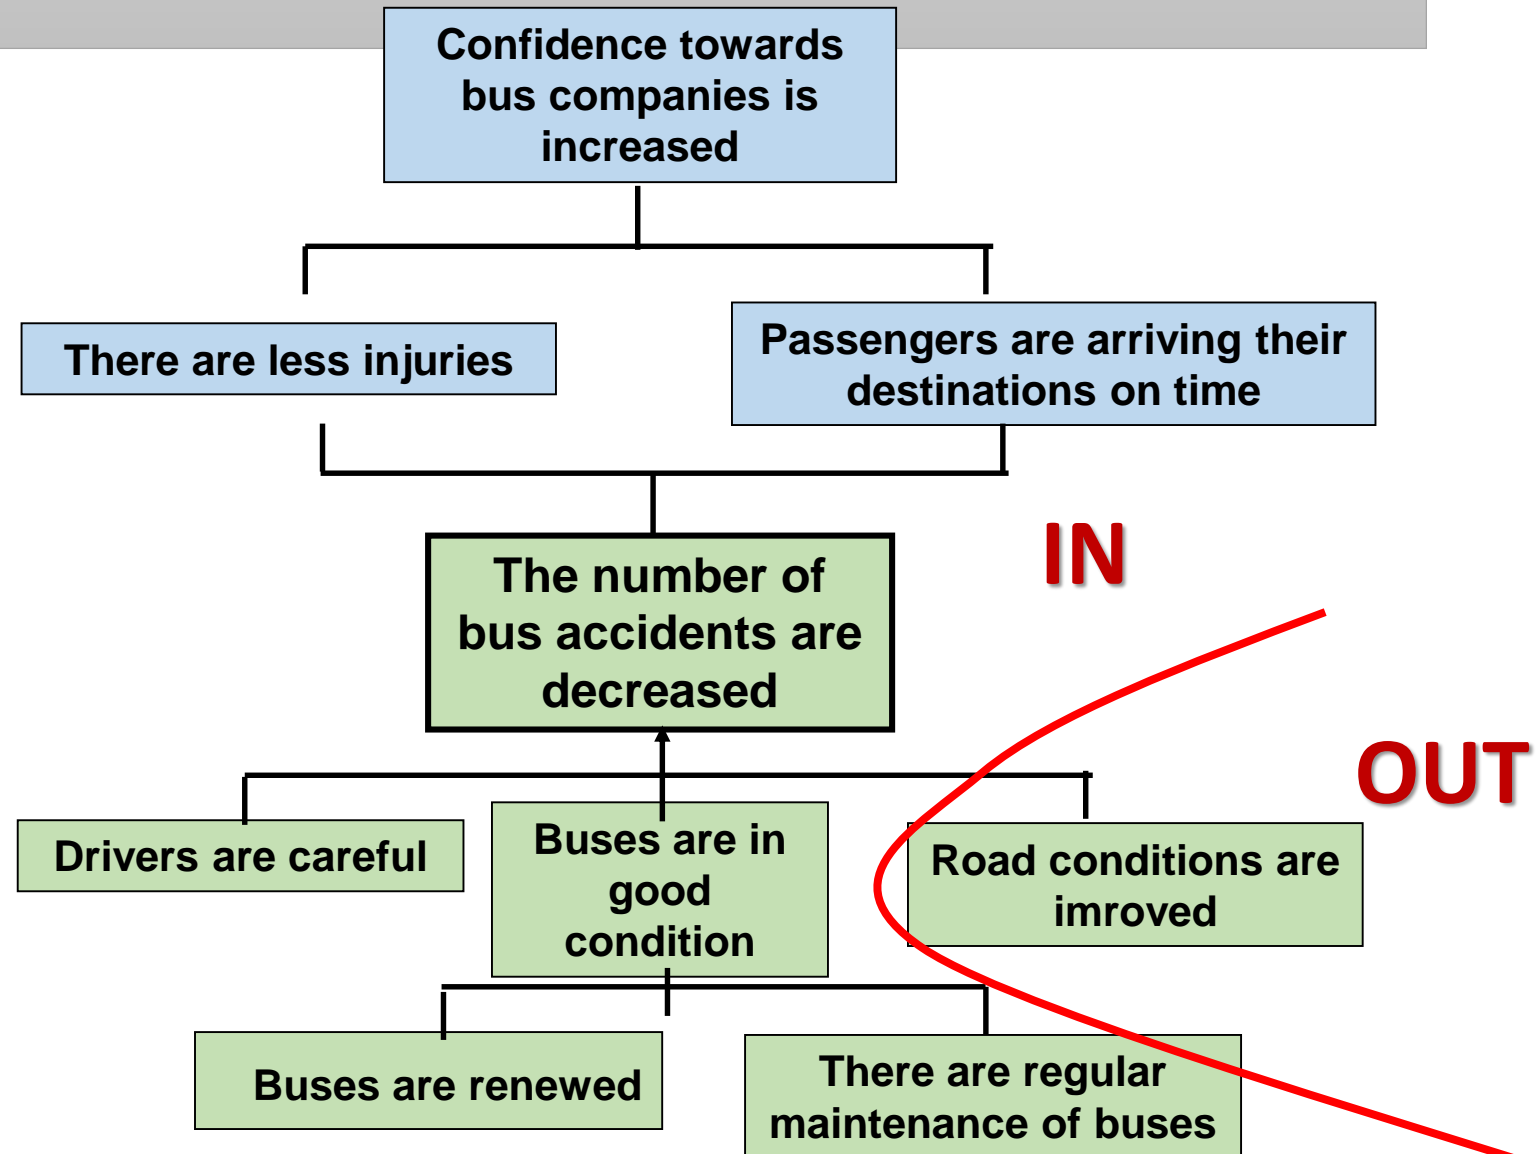 Confidence towards
bus companies is
increased
There are less injuries
Passengers are arriving their
destinations on time
IN
The number of
bus accidents are
decreased
OUT
Drivers are careful
Buses are in
good
condition
Road conditions are
imroved
Buses are renewed
There are regular
maintenance of buses